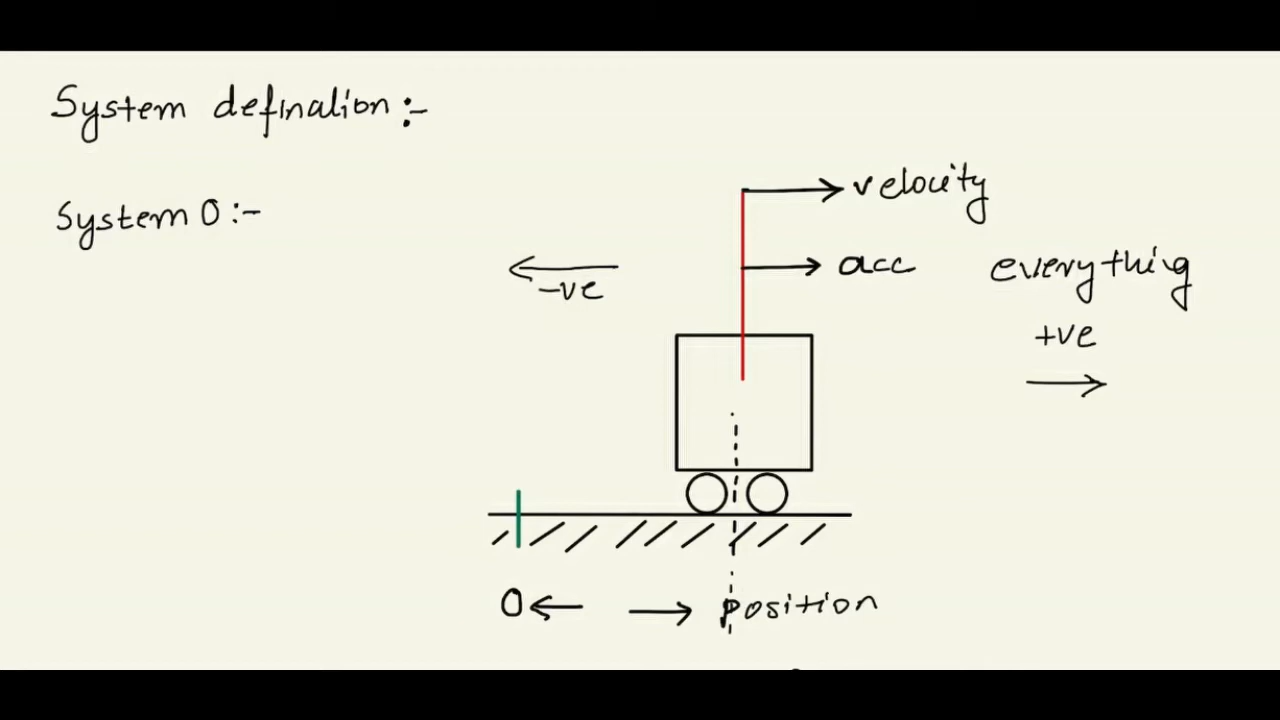 System defination:-
System 0:-
velocity
acc
everything
-ve
+ve
0
position